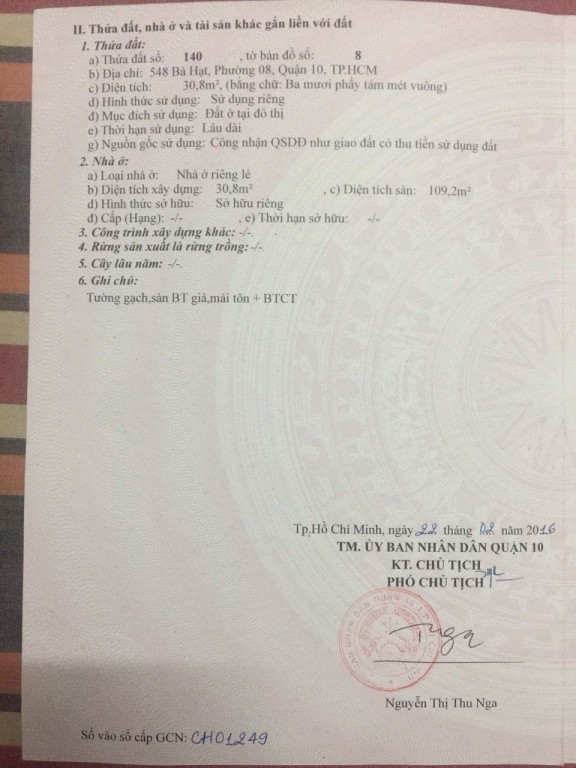 II. Thửa đất, nhà ở và tài sản khác gắn liền với đất
1. Thửa đất:
a) Thửa đất số: 140 , tờ bản đồ số: 8
b) Địa chỉ: 548 Bà Hạt, Phường 08, Quận 10, TP.HCM
c) Diện tích: 30,8m², (bằng chữ: Ba mươi phẩy tám mét vuông)
d) Hình thức sử dụng: Sử dụng riêng
đ) Mục đích sử dụng: Đất ở tại đô thị
e) Thời hạn sử dụng: Lâu dài
g) Nguồn gốc sử dụng: Công nhận QSDĐ như giao đất có thu tiền sử dụng đất
2. Nhà ở:
a) Loại nhà ở: Nhà ở riêng lẻ
b) Diện tích xây dựng: 30,8m² , c) Diện tích sàn: 109,2m²
d) Hình thức sở hữu: Sở hữu riêng
đ) Cấp (Hạng): -/- , e) Thời hạn sở hữu: -/-
3. Công trình xây dựng khác: -/-.
4. Rừng sản xuất là rừng trồng: -/-.
5. Cây lâu năm: -/-.
6. Ghi chú:
Tường gạch,sàn BT giả,mái tôn + BTCT
Tp.Hồ Chí Minh, ngày 22 tháng 02 năm 2016
TM. ỦY BAN NHÂN DÂN QUẬN 10
KT. CHỦ TỊCH
PHÓ CHỦ TỊCH
Nga
Nguyễn Thị Thu Nga
Số vào sổ cấp GCN: CH01249